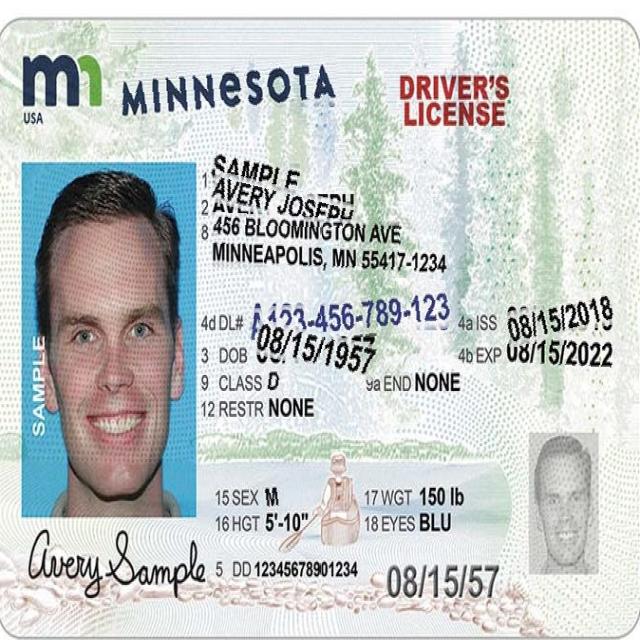 mn MINNESOTA DRIVER'S
USA LICENSE
1 SAMPLE
2 AVERY JOSEPH
8 456 BLOOMINGTON AVE
MINNEAPOLIS, MN 55417-1234
4d DL# 123-456-789-123 4a ISS 08/15/2018
3 DOB 08/15/1957 4b EXP 08/15/2022
9 CLASS D 9a END NONE
12 RESTR NONE
SAMPLE
15 SEX M 17 WGT 150 lb
16 HGT 5'-10" 18 EYES BLU
Avery Sample 5 DD 12345678901234
08/15/57